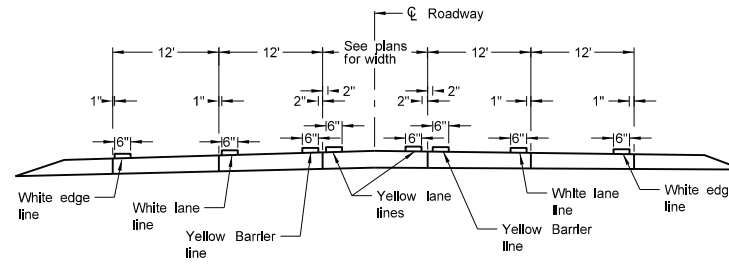 ℄ Roadway
12' 12' See plans 12' 12'
for width
2" 2"
1" 1" 2" 2" 1" 1"
6" 6"
6" 6" 6" 6" 6" 6"
White edge
line
White lane
line
Yellow Barrier
line
Yellow lane
lines
Yellow Barrier
line
White lane
line
White edge
line